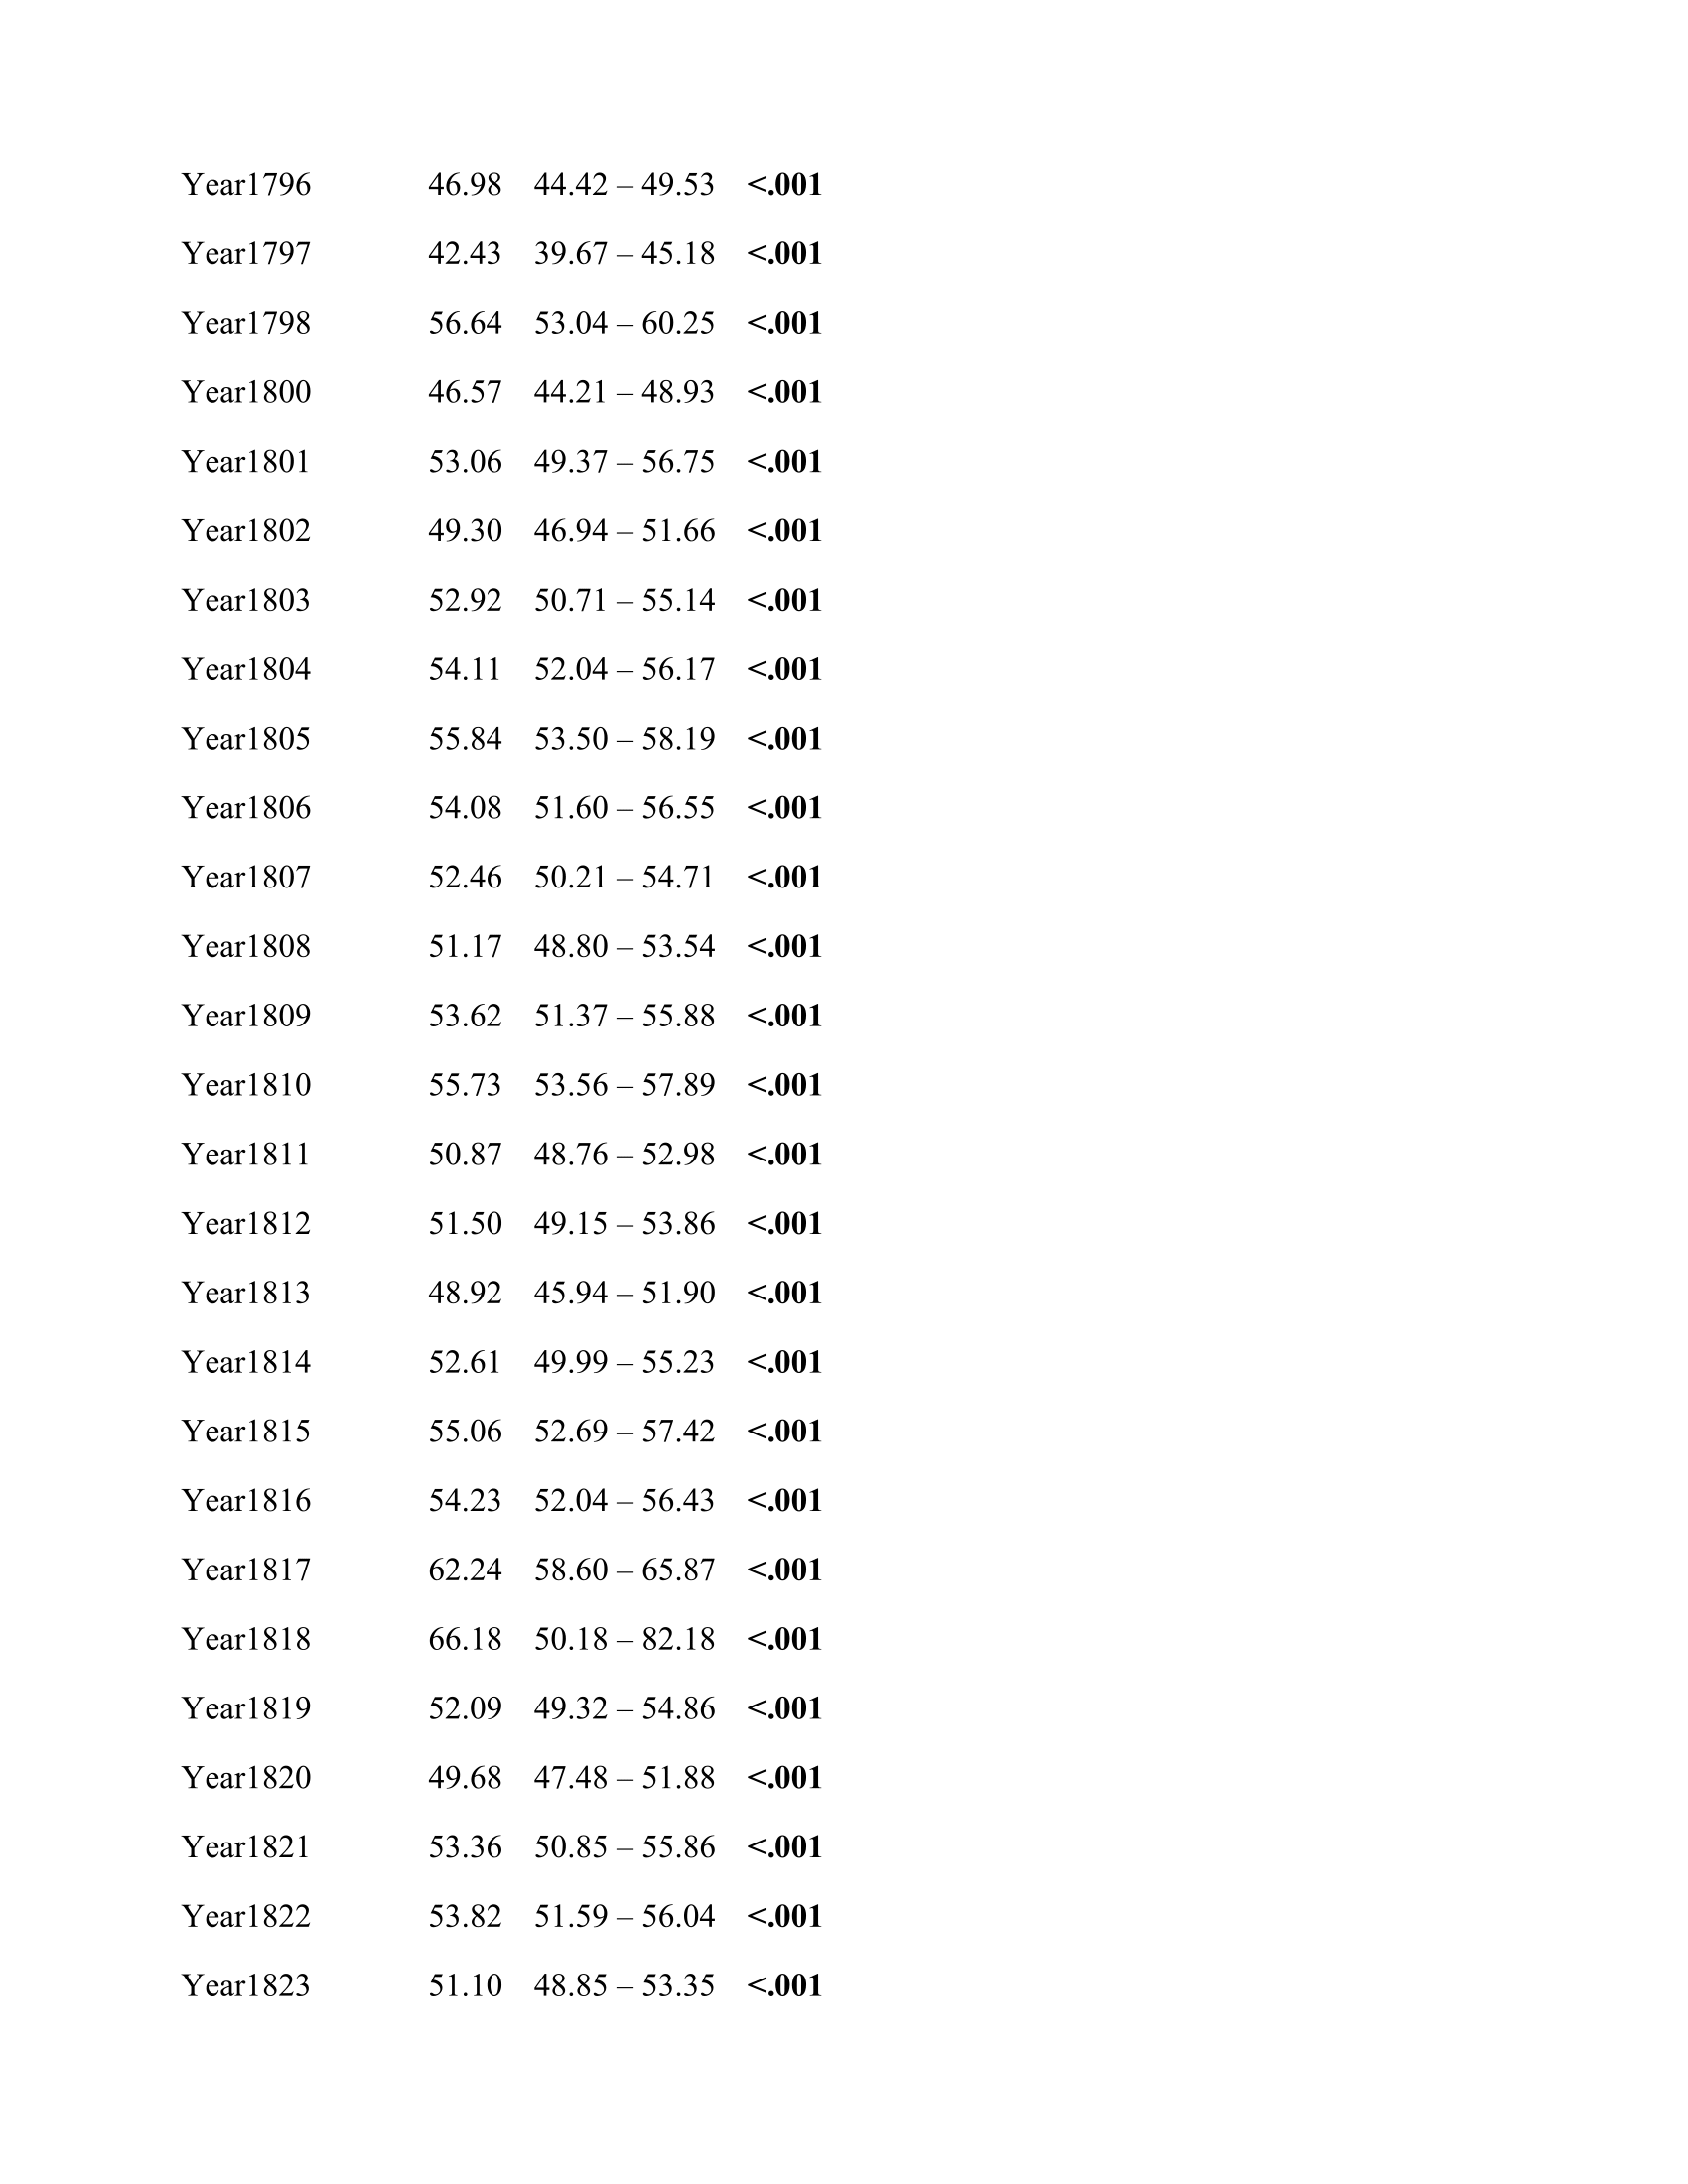 Year1796 46.98 44.42 – 49.53 <.001
Year1797 42.43 39.67 – 45.18 <.001
Year1798 56.64 53.04 – 60.25 <.001
Year1800 46.57 44.21 – 48.93 <.001
Year1801 53.06 49.37 – 56.75 <.001
Year1802 49.30 46.94 – 51.66 <.001
Year1803 52.92 50.71 – 55.14 <.001
Year1804 54.11 52.04 – 56.17 <.001
Year1805 55.84 53.50 – 58.19 <.001
Year1806 54.08 51.60 – 56.55 <.001
Year1807 52.46 50.21 – 54.71 <.001
Year1808 51.17 48.80 – 53.54 <.001
Year1809 53.62 51.37 – 55.88 <.001
Year1810 55.73 53.56 – 57.89 <.001
Year1811 50.87 48.76 – 52.98 <.001
Year1812 51.50 49.15 – 53.86 <.001
Year1813 48.92 45.94 – 51.90 <.001
Year1814 52.61 49.99 – 55.23 <.001
Year1815 55.06 52.69 – 57.42 <.001
Year1816 54.23 52.04 – 56.43 <.001
Year1817 62.24 58.60 – 65.87 <.001
Year1818 66.18 50.18 – 82.18 <.001
Year1819 52.09 49.32 – 54.86 <.001
Year1820 49.68 47.48 – 51.88 <.001
Year1821 53.36 50.85 – 55.86 <.001
Year1822 53.82 51.59 – 56.04 <.001
Year1823 51.10 48.85 – 53.35 <.001